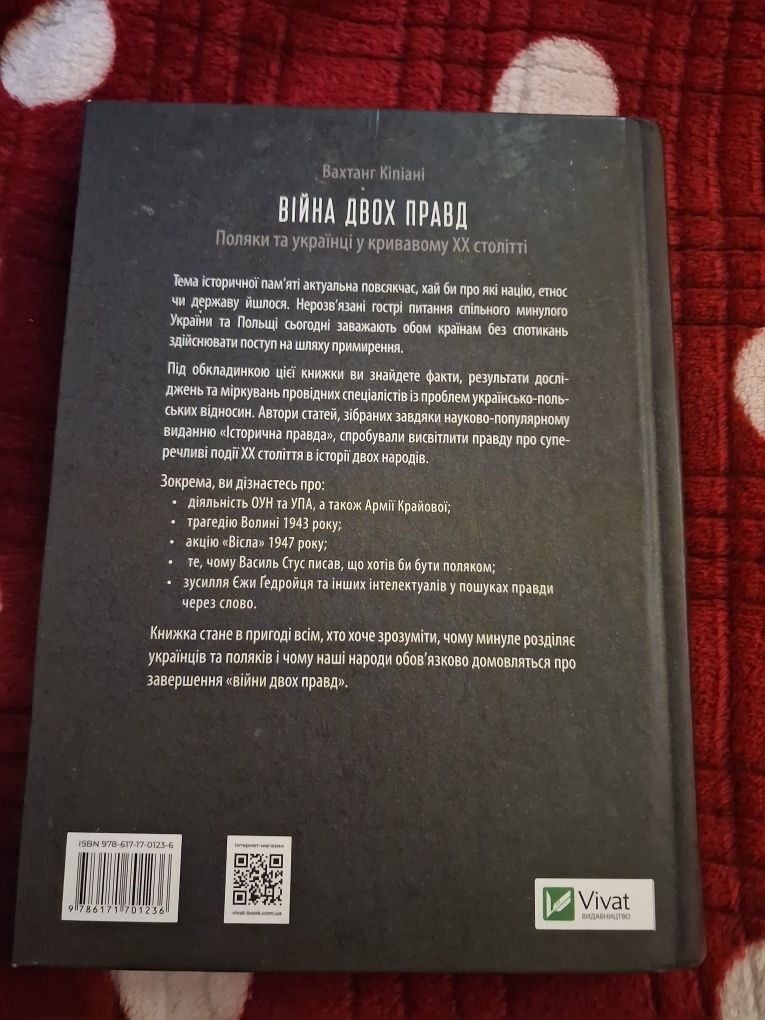 Вахтанг Кіпіані
ВІЙНА ДВОХ ПРАВД
Поляки та українці у кривавому ХХ столітті
Тема історичної пам’яті актуальна повсякчас, хай би про які націю, етнос
чи державу йшлося. Нерозв’язані гострі питання спільного минулого
України та Польщі сьогодні заважають обом країнам без спотикань
здійснювати поступ на шляху примирення.
Під обкладинкою цієї книжки ви знайдете факти, результати дослі-
джень та міркувань провідних спеціалістів із проблем українсько-поль-
ських відносин. Автори статей, зібраних завдяки науково-популярному
виданню «Історична правда», спробували висвітлити правду про супе-
речливі події ХХ століття в історії двох народів.
Зокрема, ви дізнаєтесь про:
• діяльність ОУН та УПА, а також Армії Крайової;
• трагедію Волині 1943 року;
• акцію «Вісла» 1947 року;
• те, чому Василь Стус писав, що хотів би бути поляком;
• зусилля Єжи Ґедройця та інших інтелектуалів у пошуках правди
через слово.
Книжка стане в пригоді всім, хто хоче зрозуміти, чому минуле розділяє
українців та поляків і чому наші народи обов’язково домовляться про
завершення «війни двох правд».
ISBN 978-617-17-0123-6
9 786171 701236
інтернет-магазин
vivat-book.com.ua
Vivat
ВИДАВНИЦТВО